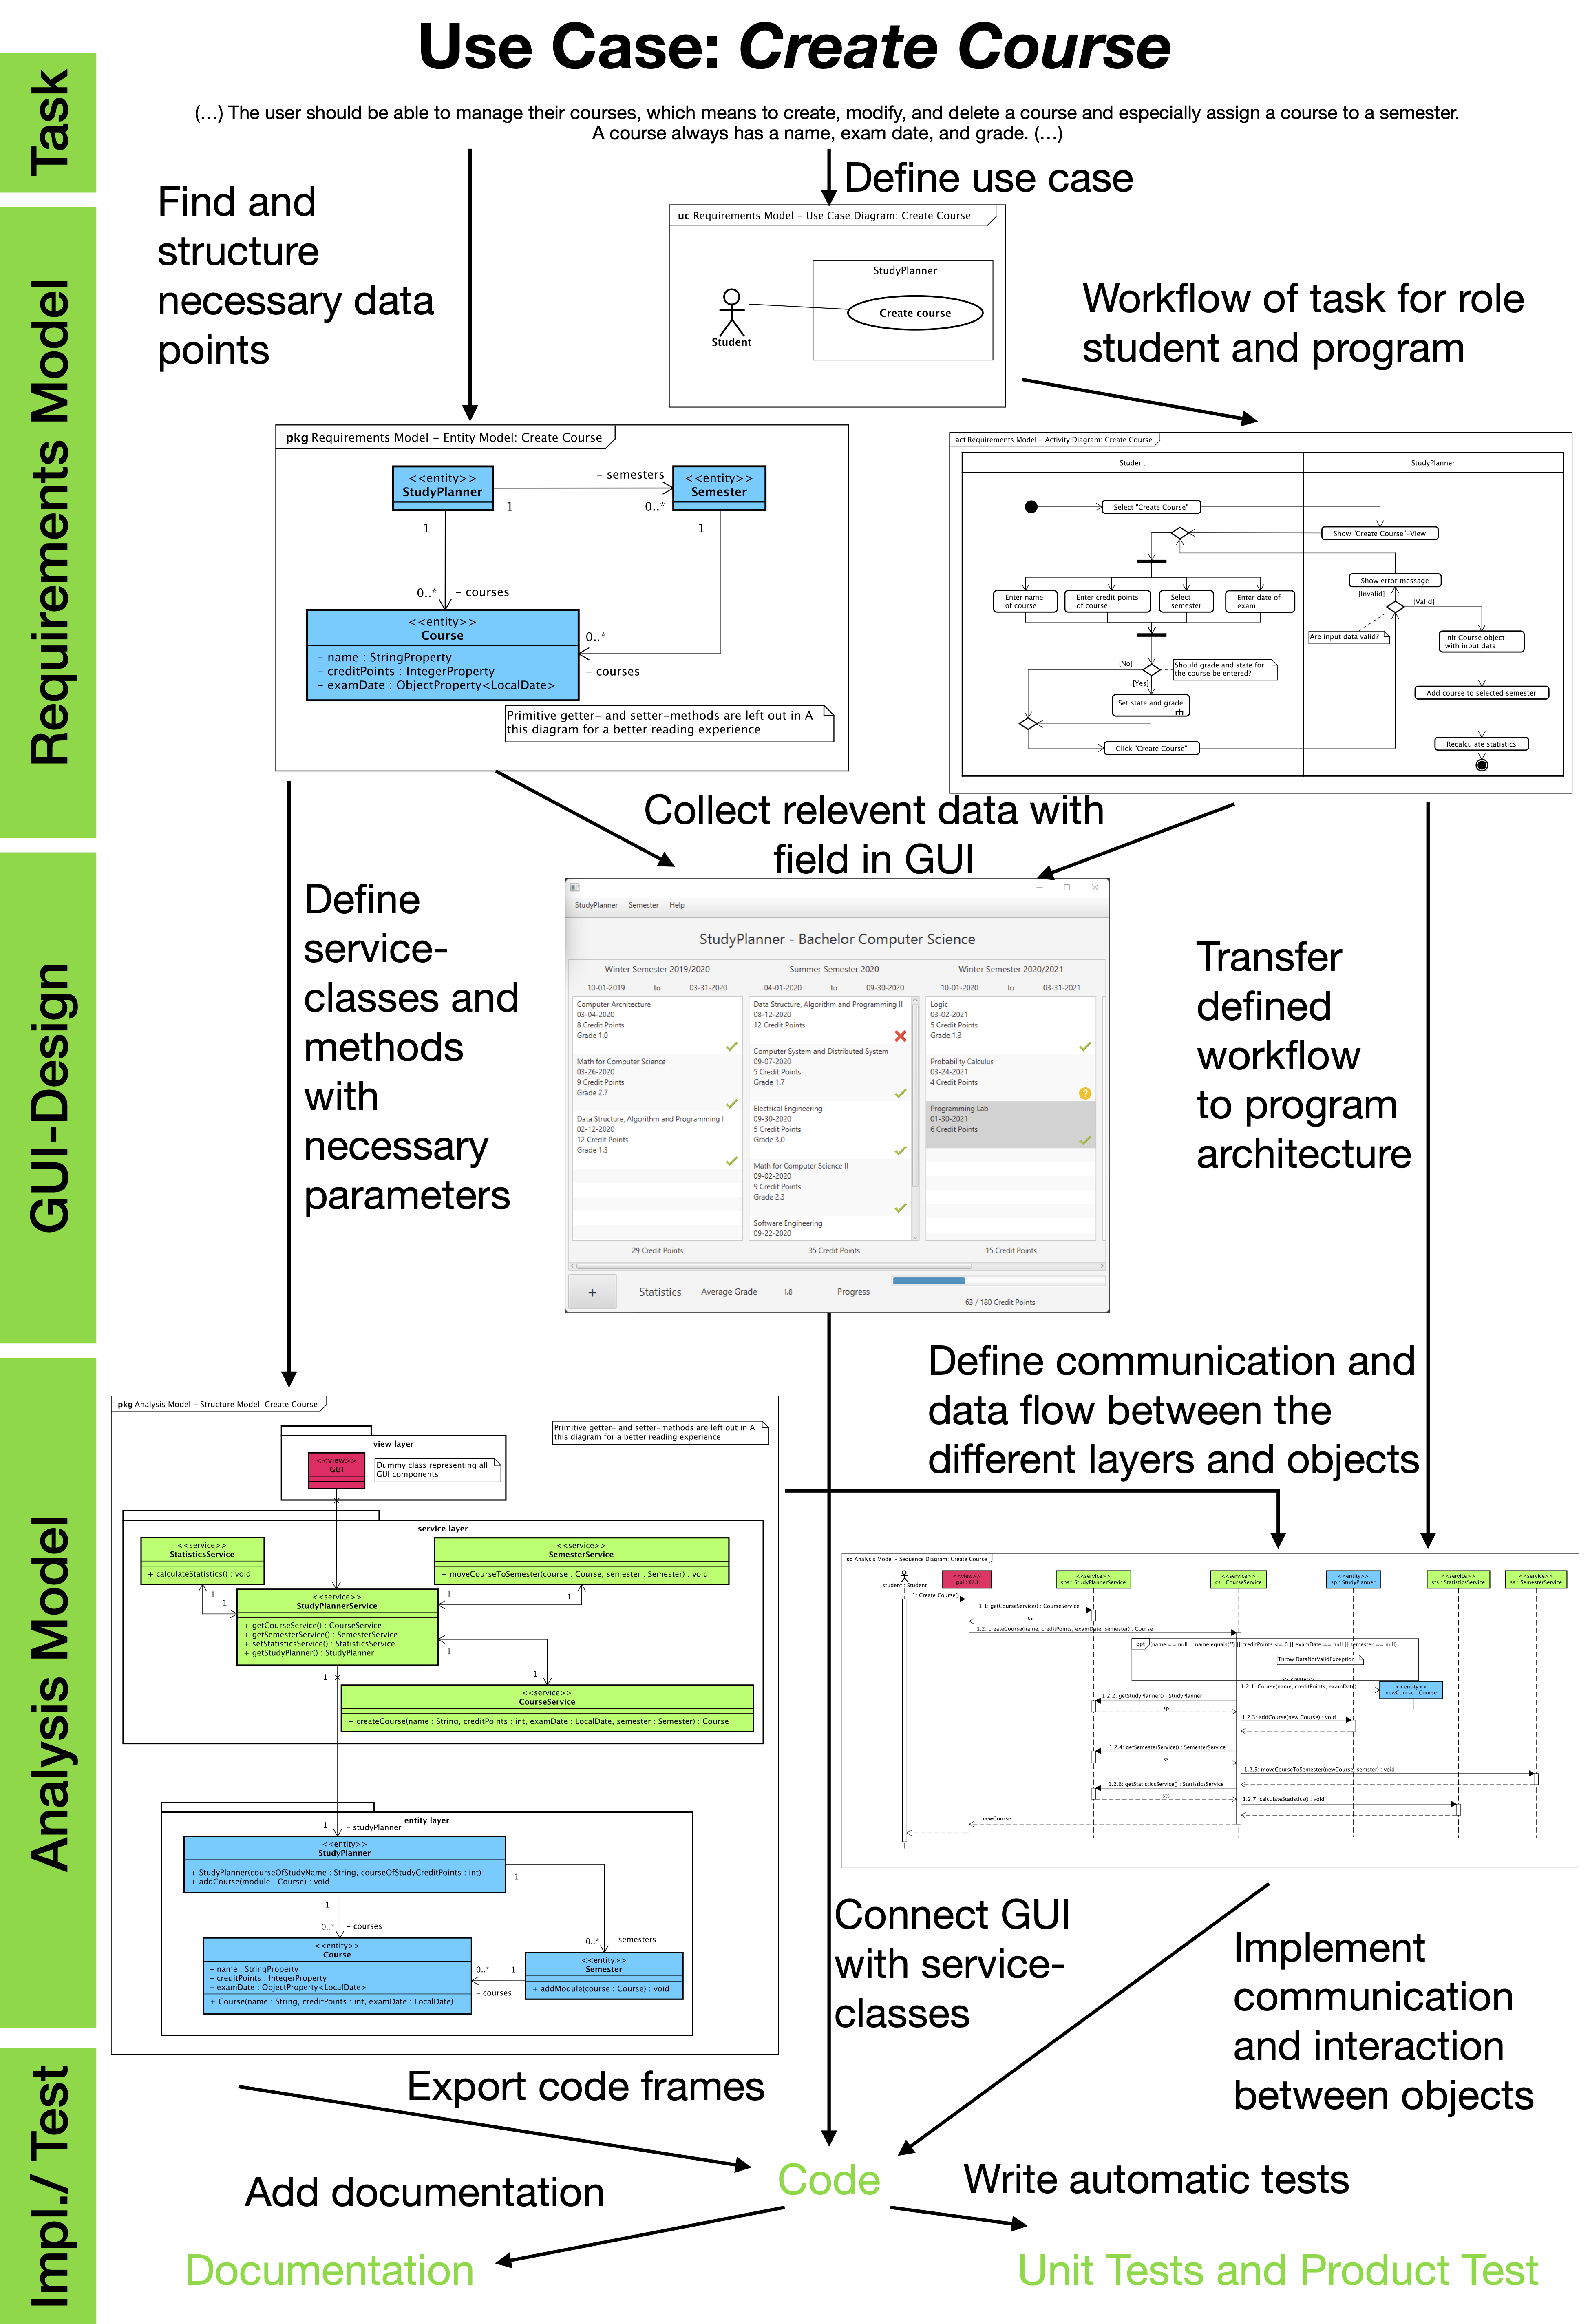 Use Case: Create Course
Task
(...) The user should be able to manage their courses, which means to create, modify, and delete a course and especially assign a course to a semester.
A course always has a name, exam date, and grade. (...)
Requirements Model
Find and
structure
necessary data
points
Define use case
uc Requirements Model – Use Case Diagram: Create Course
StudyPlanner
Create course
Student
Workflow of task for role
student and program
pkg Requirements Model – Entity Model: Create Course
<<entity>>
StudyPlanner
– semesters
1
0..*
<<entity>>
Semester
1
1
0..*
– courses
<<entity>>
Course
– name : StringProperty
– creditPoints : IntegerProperty
– examDate : ObjectProperty<LocalDate>
0..*
– courses
Primitive getter– and setter–methods are left out in A
this diagram for a better reading experience
act Requirements Model – Activity Diagram: Create Course
Student
StudyPlanner
Select "Create Course"
Show "Create Course"–View
Show error message
[Invalid]
[Valid]
Enter name
of course
Enter credit points
of course
Select
semester
Enter date of
exam
Are input data valid?
Init Course object
with input data
[No]
Should grade and state for
the course be entered?
[Yes]
Set state and grade
Add course to selected semester
Click "Create Course"
Recalculate statistics
GUI-Design
Collect relevent data with
field in GUI
Define
service-
classes and
methods
with
necessary
parameters
Transfer
defined
workflow
to program
architecture
StudyPlanner Semester Help
StudyPlanner - Bachelor Computer Science
Winter Semester 2019/2020
10-01-2019 to 03-31-2020
Computer Architecture
03-04-2020
8 Credit Points
Grade 1.0
Math for Computer Science
03-26-2020
9 Credit Points
Grade 2.7
Data Structure, Algorithm and Programming I
02-12-2020
12 Credit Points
Grade 1.3
29 Credit Points
Summer Semester 2020
04-01-2020 to 09-30-2020
Data Structure, Algorithm and Programming II
08-12-2020
12 Credit Points
Computer System and Distributed System
09-07-2020
5 Credit Points
Grade 1.7
Electrical Engineering
09-30-2020
5 Credit Points
Grade 3.0
Math for Computer Science II
09-02-2020
9 Credit Points
Grade 2.3
Software Engineering
09-22-2020
35 Credit Points
Winter Semester 2020/2021
10-01-2020 to 03-31-2021
Logic
03-02-2021
5 Credit Points
Grade 1.3
Probability Calculus
03-24-2021
4 Credit Points
?
Programming Lab
01-30-2021
6 Credit Points
15 Credit Points
+
Statistics Average Grade 1.8 Progress
63 / 180 Credit Points
Analysis Model
Define communication and
data flow between the
different layers and objects
pkg Analysis Model – Structure Model: Create Course
Primitive getter– and setter–methods are left out in A
this diagram for a better reading experience
view layer
<<view>>
GUI
Dummy class representing all
GUI components
service layer
<<service>>
StatisticsService
+ calculateStatistics() : void
<<service>>
SemesterService
+ moveCourseToSemester(course : Course, semester : Semester) : void
1
1
1
1
<<service>>
StudyPlannerService
+ getCourseService() : CourseService
+ getSemesterService() : SemesterService
+ setStatisticsService() : StatisticsService
+ getStudyPlanner() : StudyPlanner
1
1
1
<<service>>
CourseService
+ createCourse(name : String, creditPoints : int, examDate : LocalDate, semester : Semester) : Course
entity layer
1
– studyPlanner
<<entity>>
StudyPlanner
+ StudyPlanner(courseOfStudyName : String, courseOfStudyCreditPoints : int)
+ addCourse(module : Course) : void
1
1
0..*
– courses
0..*
– semesters
<<entity>>
Course
– name : StringProperty
– creditPoints : IntegerProperty
– examDate : ObjectProperty<LocalDate>
+ Course(name : String, creditPoints : int, examDate : LocalDate)
0..*
1
– courses
<<entity>>
Semester
+ addModule(course : Course) : void
sd Analysis Model – Sequence Diagram: Create Course
student : Student
<<view>>
gui : GUI
<<service>>
sps : StudyPlannerService
<<service>>
cs : CourseService
<<entity>>
sp : StudyPlanner
<<service>>
sts : StatisticsService
<<service>>
ss : SemesterService
1: Create Course()
1.1: getCourseService() : CourseService
cs
1.2: createCourse(name, creditPoints, examDate, semester) : Course
opt
[name == null || name.equals("") || creditPoints <= 0 || examDate == null || semester == null]
Throw DataNotValidException
<<create>>
1.2.1: Course(name, creditPoints, examDate)
<<entity>>
newCourse : Course
1.2.2: getStudyPlanner() : StudyPlanner
sp
1.2.3: addCourse(new Course) : void
1.2.4: getSemesterService() : SemesterService
ss
1.2.5: moveCourseToSemester(newCourse, semster) : void
1.2.6: getStatisticsService() : StatisticsService
sts
1.2.7: calculateStatistics() : void
newCourse
Connect GUI
with service-
classes
Implement
communication
and interaction
between objects
Impl./ Test
Export code frames
Code
Add documentation
Write automatic tests
Documentation
Unit Tests and Product Test